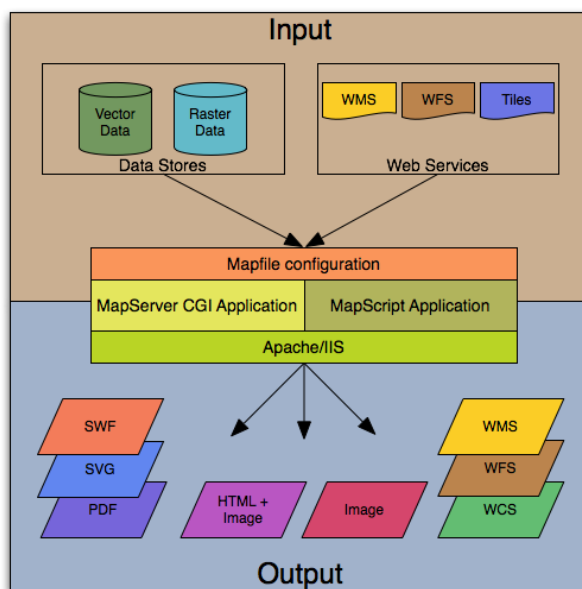 Input
Vector
Data
Raster
Data
Data Stores
WMS
WFS
Tiles
Web Services
Mapfile configuration
MapServer CGI Application
MapScript Application
Apache/IIS
SWF
SVG
PDF
HTML +
Image
Image
WMS
WFS
WCS
Output